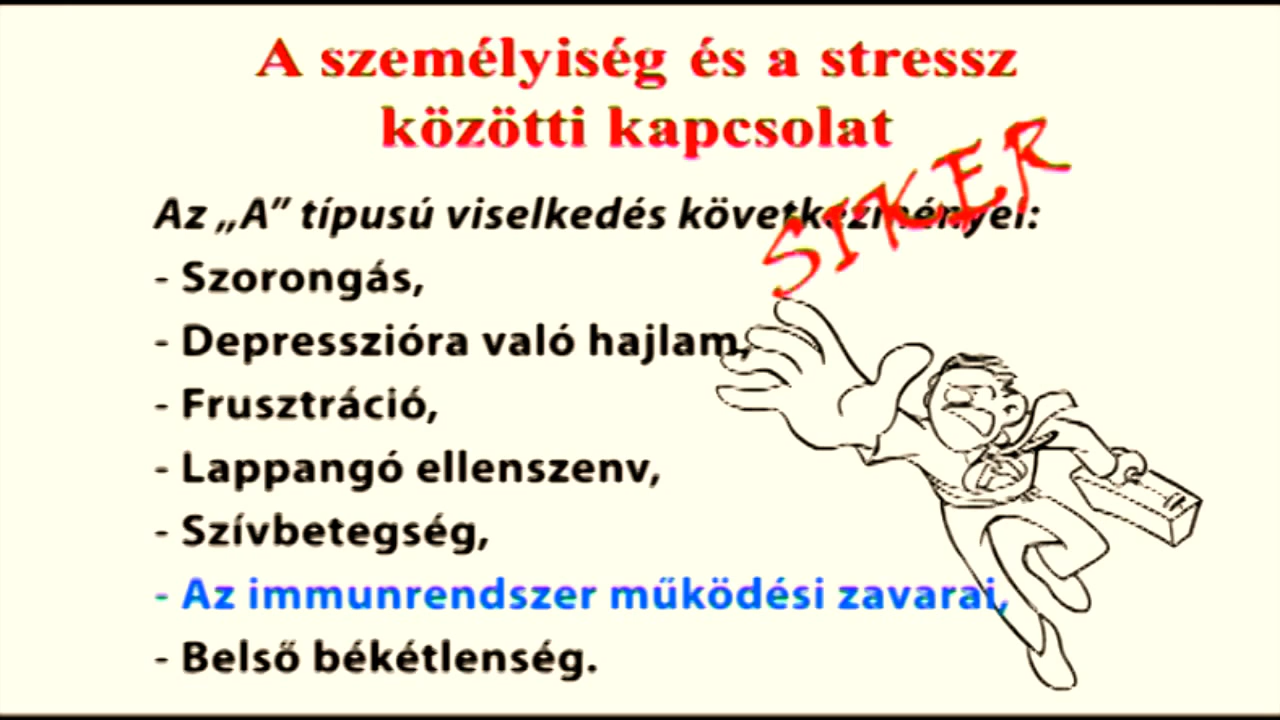 A személyiség és a stressz
közötti kapcsolat
SIKER
Az „A” típusú viselkedés következményei:
- Szorongás,
- Depresszióra való hajlam,
- Frusztráció,
- Lappangó ellenszenv,
- Szívbetegség,
- Az immunrendszer működési zavarai,
- Belső békétlenség.